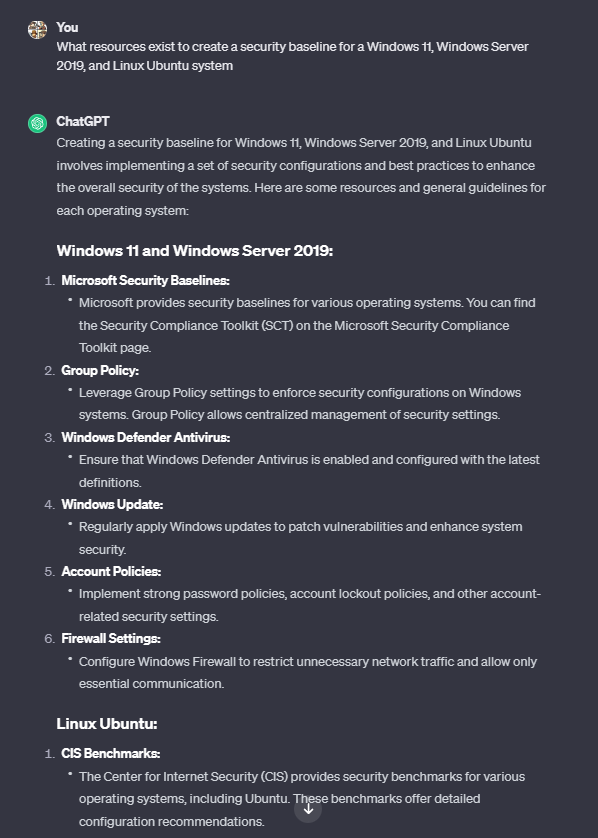 You
What resources exist to create a security baseline for a Windows 11, Windows Server
2019, and Linux Ubuntu system
ChatGPT
Creating a security baseline for Windows 11, Windows Server 2019, and Linux Ubuntu
involves implementing a set of security configurations and best practices to enhance
the overall security of the systems. Here are some resources and general guidelines for
each operating system:
Windows 11 and Windows Server 2019:
1. Microsoft Security Baselines:
• Microsoft provides security baselines for various operating systems. You can find
the Security Compliance Toolkit (SCT) on the Microsoft Security Compliance
Toolkit page.
2. Group Policy:
• Leverage Group Policy settings to enforce security configurations on Windows
systems. Group Policy allows centralized management of security settings.
3. Windows Defender Antivirus:
• Ensure that Windows Defender Antivirus is enabled and configured with the latest
definitions.
4. Windows Update:
• Regularly apply Windows updates to patch vulnerabilities and enhance system
security.
5. Account Policies:
• Implement strong password policies, account lockout policies, and other account-
related security settings.
6. Firewall Settings:
• Configure Windows Firewall to restrict unnecessary network traffic and allow only
essential communication.
Linux Ubuntu:
1. CIS Benchmarks:
• The Center for Internet Security (CIS) provides security benchmarks for various
operating systems, including Ubuntu. These benchmarks offer detailed
configuration recommendations.